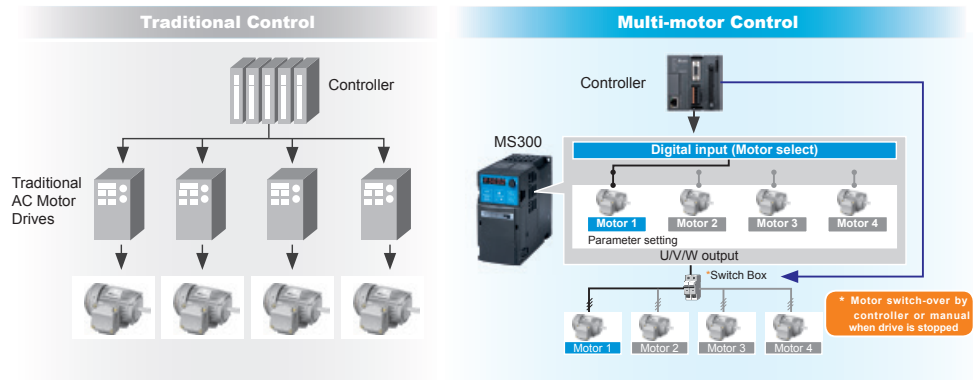 Traditional Control
Controller
Traditional
AC Motor
Drives
Multi-motor Control
Controller
MS300
Digital input (Motor select)
Motor 1
Motor 2
Motor 3
Motor 4
Parameter setting
U/V/W output
*Switch Box
* Motor switch-over by
controller or manual
when drive is stopped
Motor 1
Motor 2
Motor 3
Motor 4